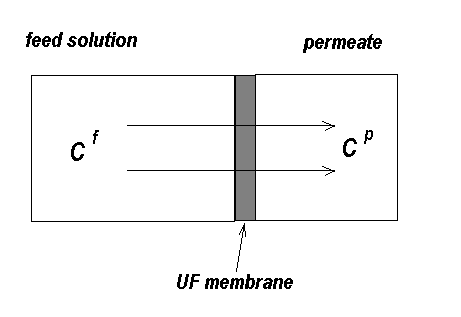 feed solution
permeate
C f
C p
UF membrane